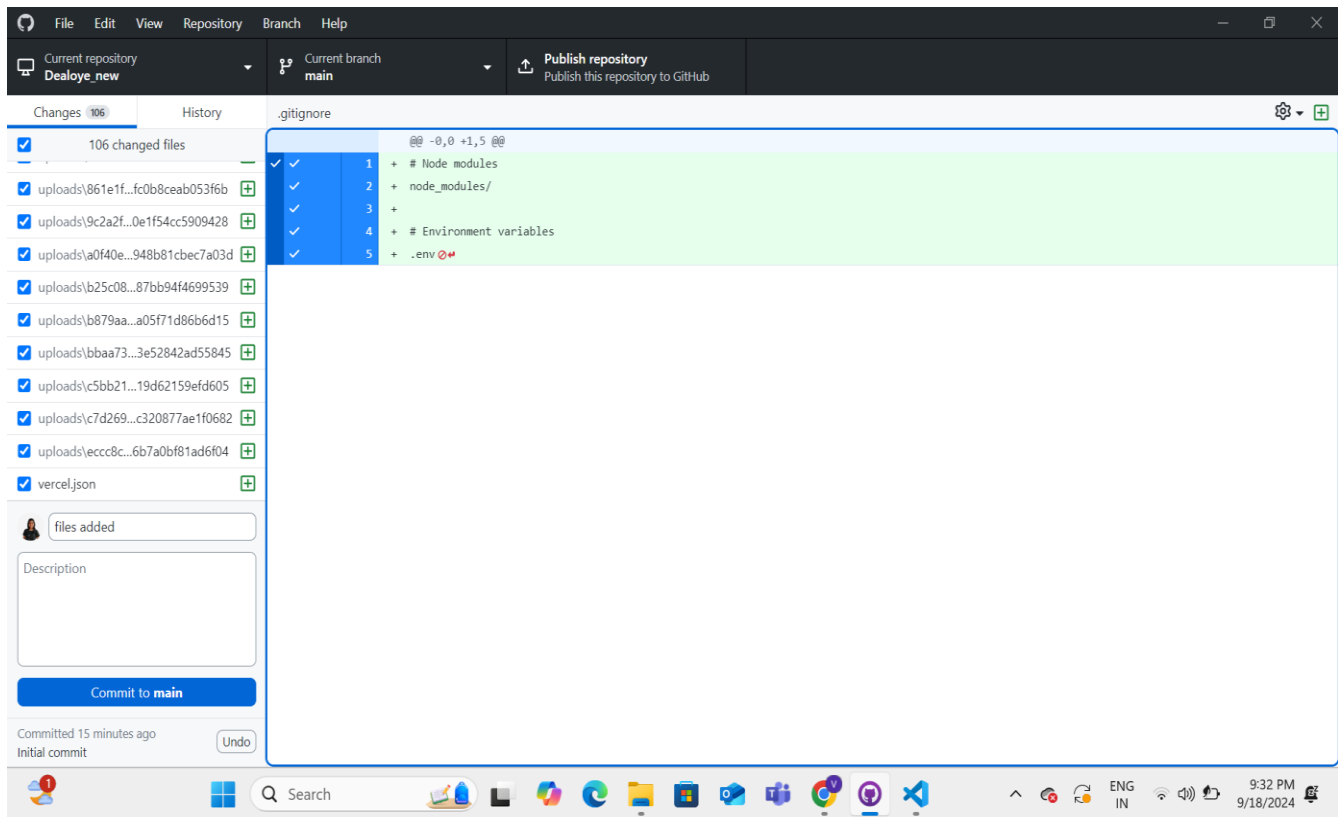 File Edit View Repository Branch Help
Current repository
Dealoye_new
Current branch
main
Publish repository
Publish this repository to GitHub
Changes 106 History
.gitignore
106 changed files
uploads\861e1f...fc0b8ceab053f6b
uploads\9c2a2f...0e1f54cc5909428
uploads\a0f40e...948b81cbec7a03d
uploads\b25c08...87bb94f4699539
uploads\b879aa...a05f71d86b6d15
uploads\bbaa73...3e52842ad55845
uploads\c5bb21...19d62159efd605
uploads\c7d269...c320877ae1f0682
uploads\eccc8c...6b7a0bf81ad6f04
vercel.json
files added
Description
Commit to main
Committed 15 minutes ago
Initial commit
Undo
@@ -0,0 +1,5 @@
1 + # Node modules
2 + node_modules/
3 +
4 + # Environment variables
5 + .env
1
Search
V
ENG
IN
9:32 PM
9/18/2024